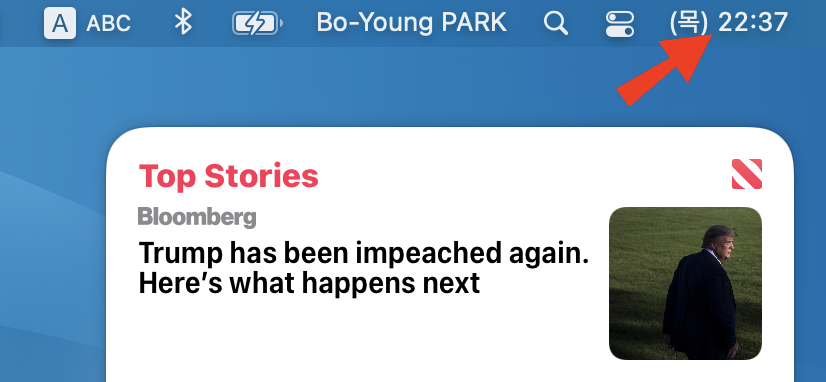 A ABC Bo-Young PARK (목) 22:37
Top Stories
Bloomberg
Trump has been impeached again.
Here's what happens next